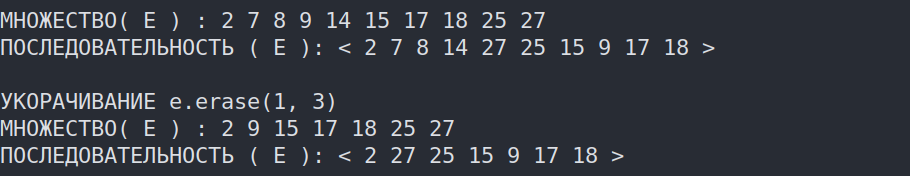 МНОЖЕСТВО( E ) : 2 7 8 9 14 15 17 18 25 27
ПОСЛЕДОВАТЕЛЬНОСТЬ ( E ): < 2 7 8 14 27 25 15 9 17 18 >
УКОРАЧИВАНИЕ e.erase(1, 3)
МНОЖЕСТВО( E ) : 2 9 15 17 18 25 27
ПОСЛЕДОВАТЕЛЬНОСТЬ ( E ): < 2 27 25 15 9 17 18 >